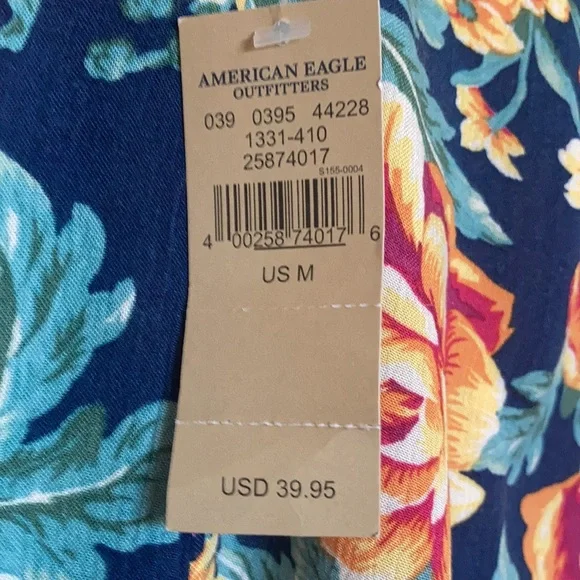 AMERICAN EAGLE
OUTFITTERS
039 0395 44228
1331-410
25874017
S155-0004
4 00258 74017 6
US M
USD 39.95